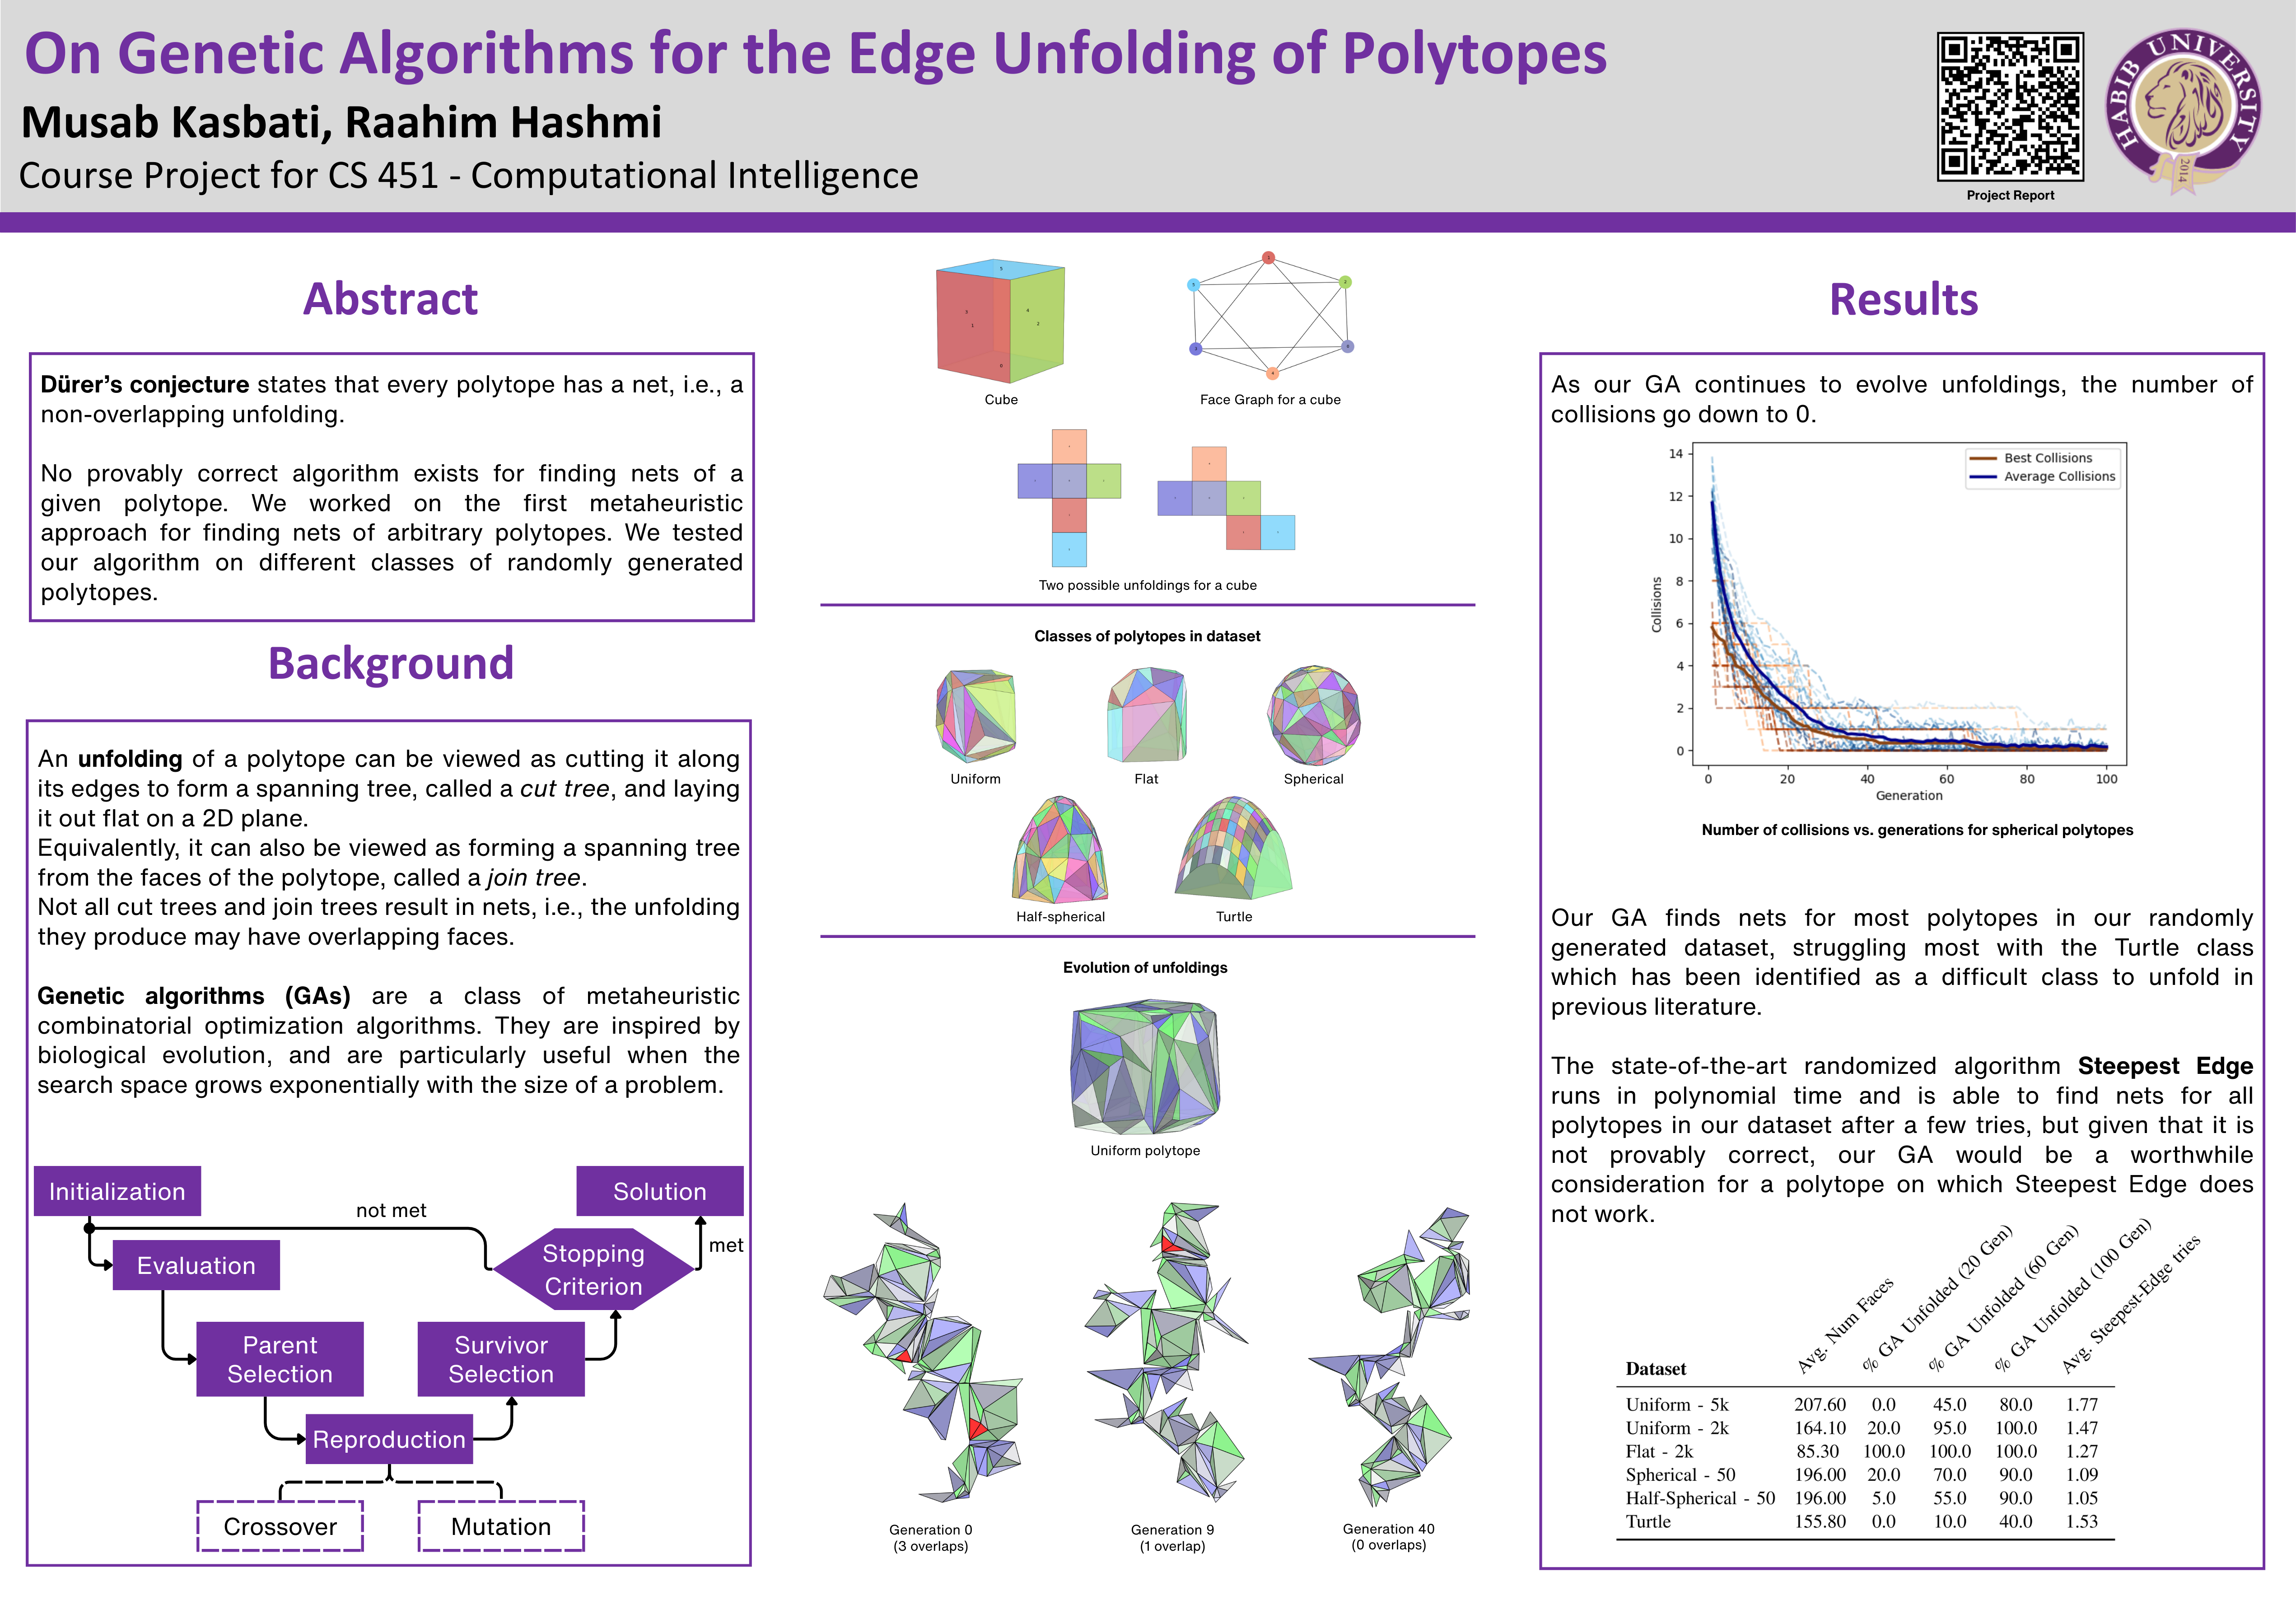 On Genetic Algorithms for the Edge Unfolding of Polytopes
Musab Kasbati, Raahim Hashmi
Course Project for CS 451 - Computational Intelligence
Project Report
HABIB UNIVERSITY
2014
Abstract
Dürer's conjecture states that every polytope has a net, i.e., a
non-overlapping unfolding.
No provably correct algorithm exists for finding nets of a
given polytope. We worked on the first metaheuristic
approach for finding nets of arbitrary polytopes. We tested
our algorithm on different classes of randomly generated
polytopes.
Background
An unfolding of a polytope can be viewed as cutting it along
its edges to form a spanning tree, called a cut tree, and laying
it out flat on a 2D plane.
Equivalently, it can also be viewed as forming a spanning tree
from the faces of the polytope, called a join tree.
Not all cut trees and join trees result in nets, i.e., the unfolding
they produce may have overlapping faces.
Genetic algorithms (GAs) are a class of metaheuristic
combinatorial optimization algorithms. They are inspired by
biological evolution, and are particularly useful when the
search space grows exponentially with the size of a problem.
Initialization
Solution
not met
met
Evaluation
Stopping
Criterion
Parent
Selection
Survivor
Selection
Reproduction
Crossover
Mutation
Cube
Face Graph for a cube
Two possible unfoldings for a cube
Classes of polytopes in dataset
Uniform
Flat
Spherical
Half-spherical
Turtle
Evolution of unfoldings
Uniform polytope
Generation 0
(3 overlaps)
Generation 9
(1 overlap)
Generation 40
(0 overlaps)
Results
As our GA continues to evolve unfoldings, the number of
collisions go down to 0.
Best Collisions
Average Collisions
Collisions
14
12
10
8
6
4
2
0
0 20 40 60 80 100
Generation
Number of collisions vs. generations for spherical polytopes
Our GA finds nets for most polytopes in our randomly
generated dataset, struggling most with the Turtle class
which has been identified as a difficult class to unfold in
previous literature.
The state-of-the-art randomized algorithm Steepest Edge
runs in polynomial time and is able to find nets for all
polytopes in our dataset after a few tries, but given that it is
not provably correct, our GA would be a worthwhile
consideration for a polytope on which Steepest Edge does
not work.
Dataset
Avg. Num Faces
% GA Unfolded (20 Gen)
% GA Unfolded (60 Gen)
% GA Unfolded (100 Gen)
Avg. Steepest-Edge tries
Uniform - 5k 207.60 0.0 45.0 80.0 1.77
Uniform - 2k 164.10 20.0 95.0 100.0 1.47
Flat - 2k 85.30 100.0 100.0 100.0 1.27
Spherical - 50 196.00 20.0 70.0 90.0 1.09
Half-Spherical - 50 196.00 5.0 55.0 90.0 1.05
Turtle 155.80 0.0 10.0 40.0 1.53